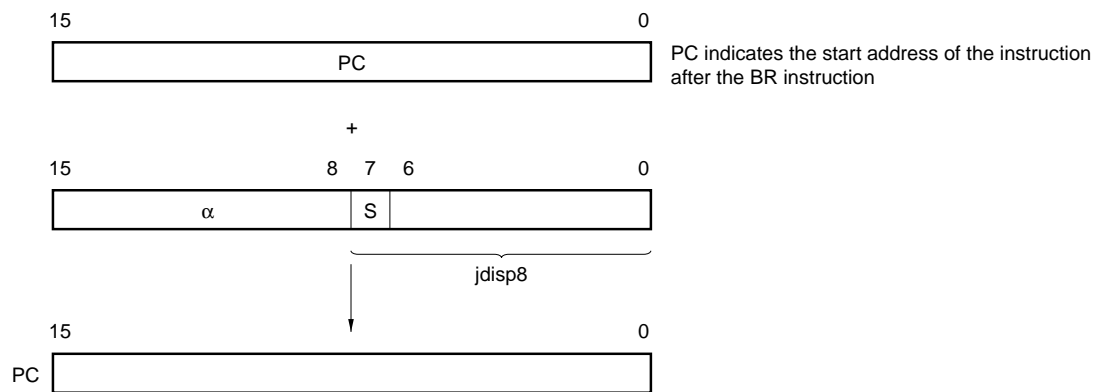 15 0
PC
PC indicates the start address of the instruction
after the BR instruction
+
15 8 7 6 0
α S
jdisp8
15 0
PC